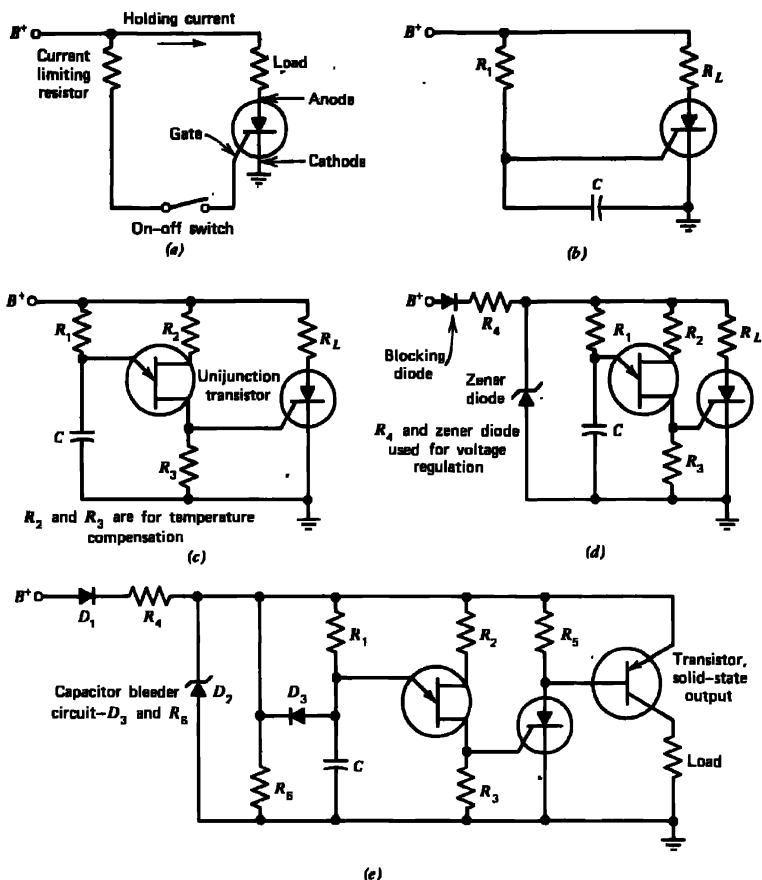 B⁺
Holding current
Current
limiting
resistor
Load
Anode
Gate
Cathode
On–off switch
(a)
B⁺
R₁
R_L
C
(b)
B⁺
R₁
R₂
R_L
Unijunction
transistor
C
R₃
R₂ and R₃ are for temperature
compensation
(c)
B⁺
R₄
R₁
R₂
R_L
Blocking
diode
Zener
diode
C
R₄ and zener diode
used for voltage
regulation
R₃
(d)
B⁺
D₁
R₄
R₁
R₂
R₅
Transistor,
solid–state
output
Capacitor bleeder
circuit–D₃ and R₆
D₂
D₃
C
R₆
R₃
Load
(e)